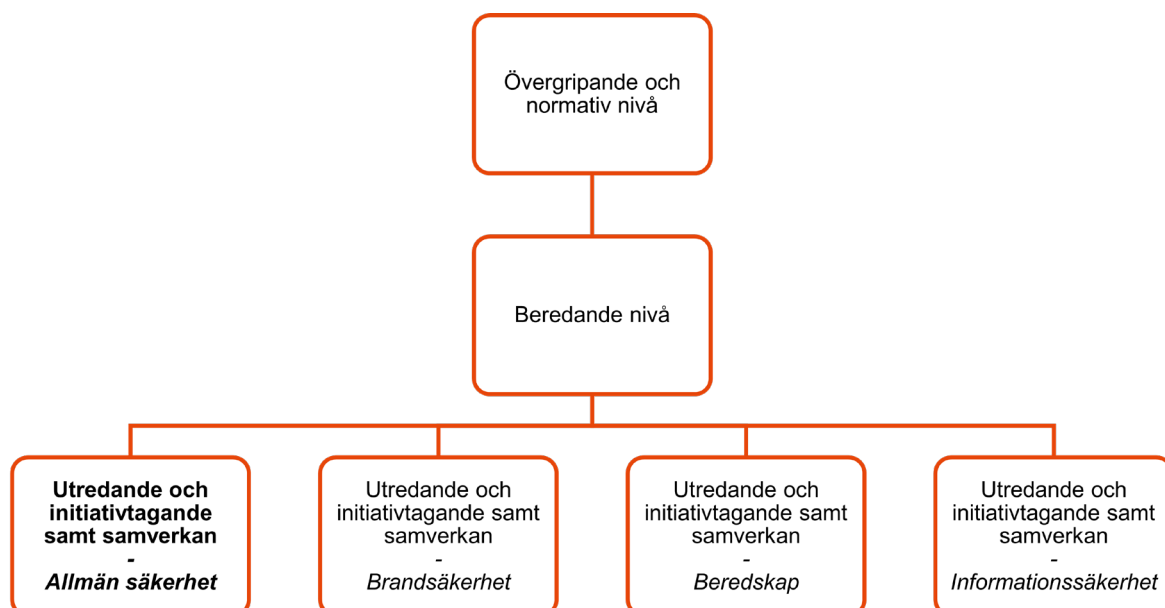 Övergripande och
normativ nivå
Beredande nivå
Utredande och
initiativtagande
samt samverkan
-
Allmän säkerhet
Utredande och
initiativtagande samt
samverkan
-
Brandsäkerhet
Utredande och
initiativtagande samt
samverkan
-
Beredskap
Utredande och
initiativtagande samt
samverkan
-
Informationssäkerhet